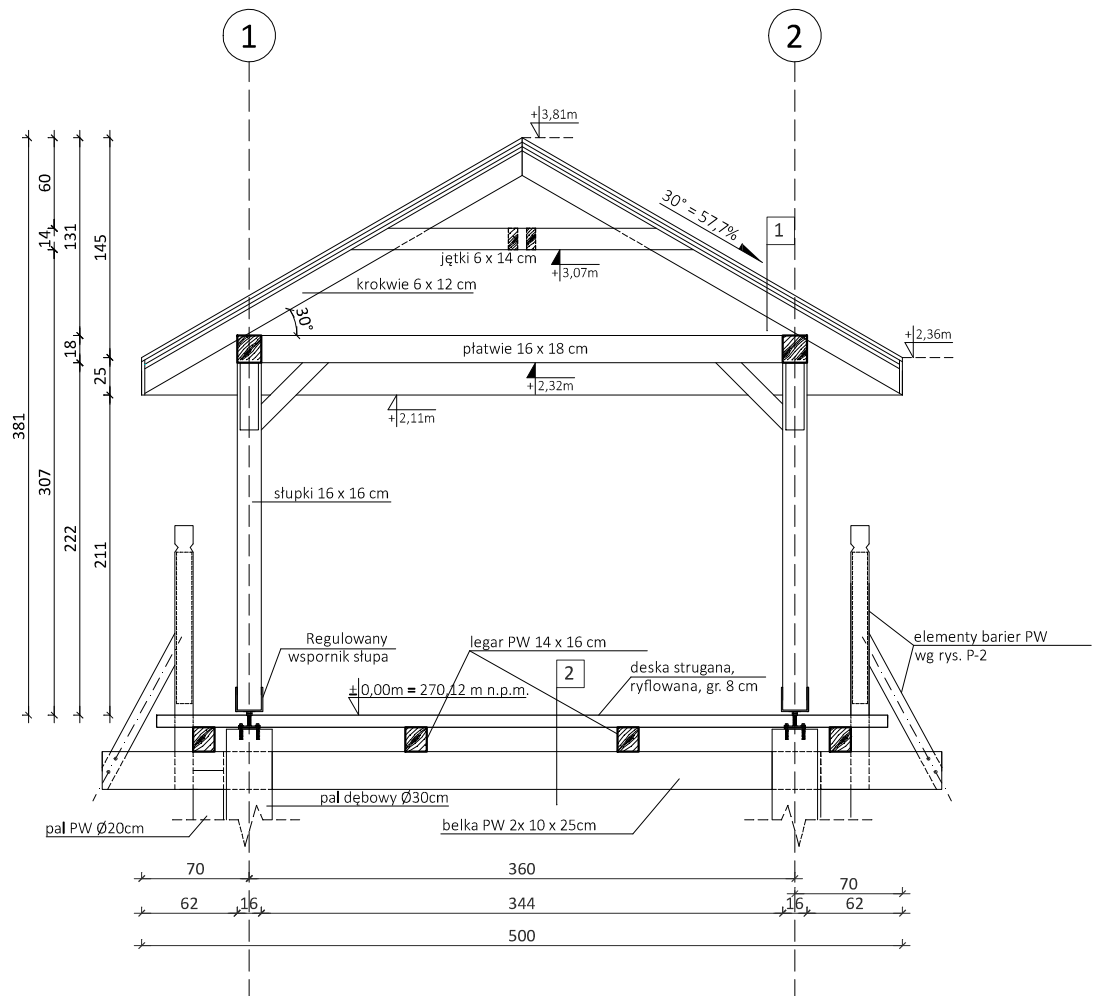 1
2
+3,81m
30° = 57,7%
1
60
14
131
145
jętki 6 x 14 cm
+3,07m
krokwie 6 x 12 cm
30°
płatwie 16 x 18 cm
+2,36m
18
25
+2,32m
+2,11m
381
307
222
211
słupki 16 x 16 cm
Regulowany
wspornik słupa
legar PW 14 x 16 cm
elementy barier PW
wg rys. P-2
2
deska strugana,
ryflowana, gr. 8 cm
±0,00m = 270,12 m n.p.m.
pal dębowy Ø30cm
pal PW Ø20cm
belka PW 2x 10 x 25cm
70
360
70
62
16
344
16
62
500